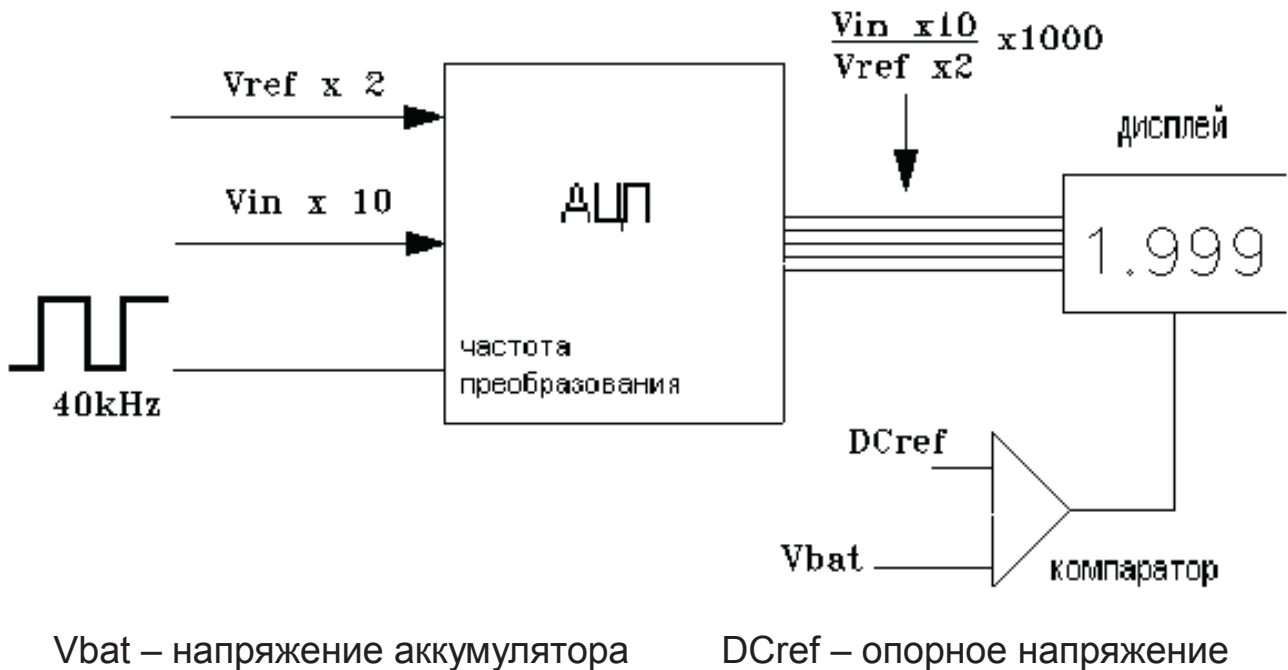 Vin x10
Vref x2
x1000
Vref x 2
дисплей
Vin x 10
АЦП
1.999
частота
преобразования
40kHz
DCref
Vbat
компаратор
Vbat – напряжение аккумулятора
DCref – опорное напряжение